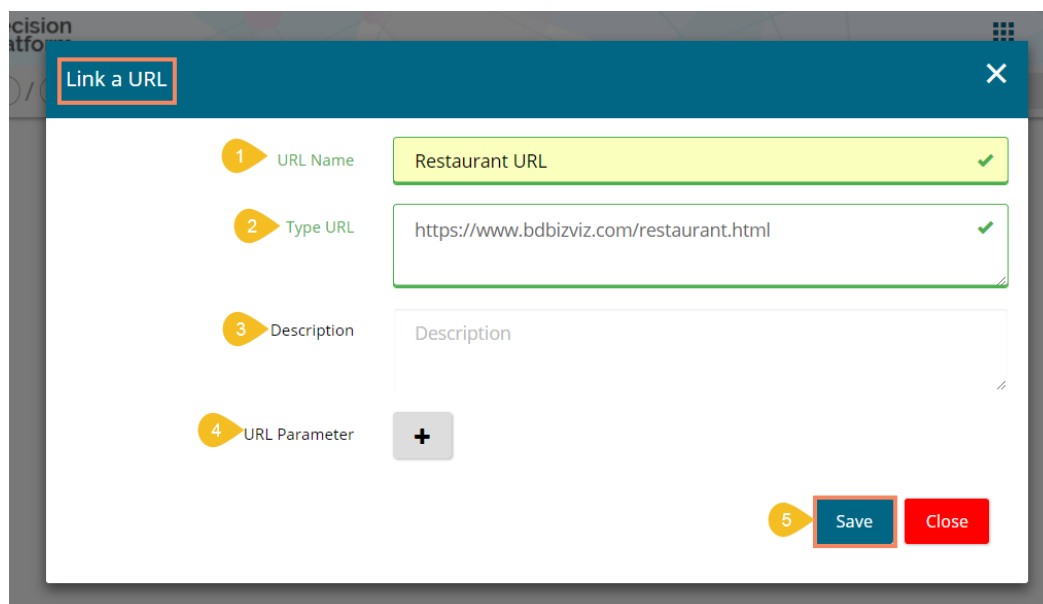 Link a URL
1 URL Name Restaurant URL
2 Type URL https://www.bdbizviz.com/restaurant.html
3 Description Description
4 URL Parameter +
5 Save Close